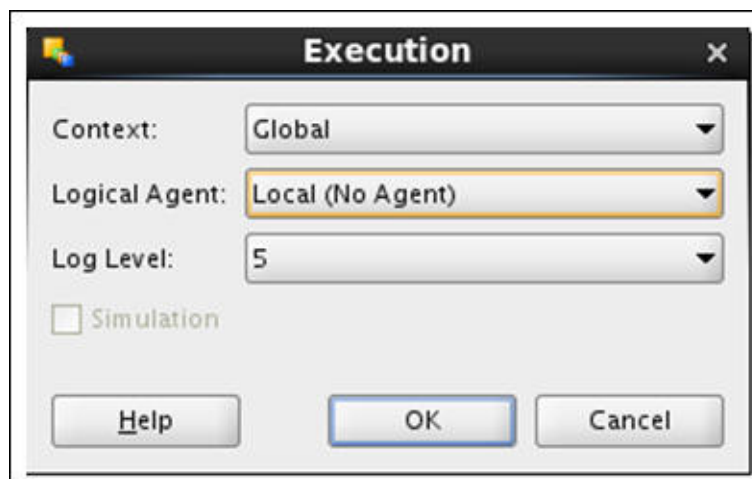 Execution
Context: Global
Logical Agent: Local (No Agent)
Log Level: 5
Simulation
Help OK Cancel